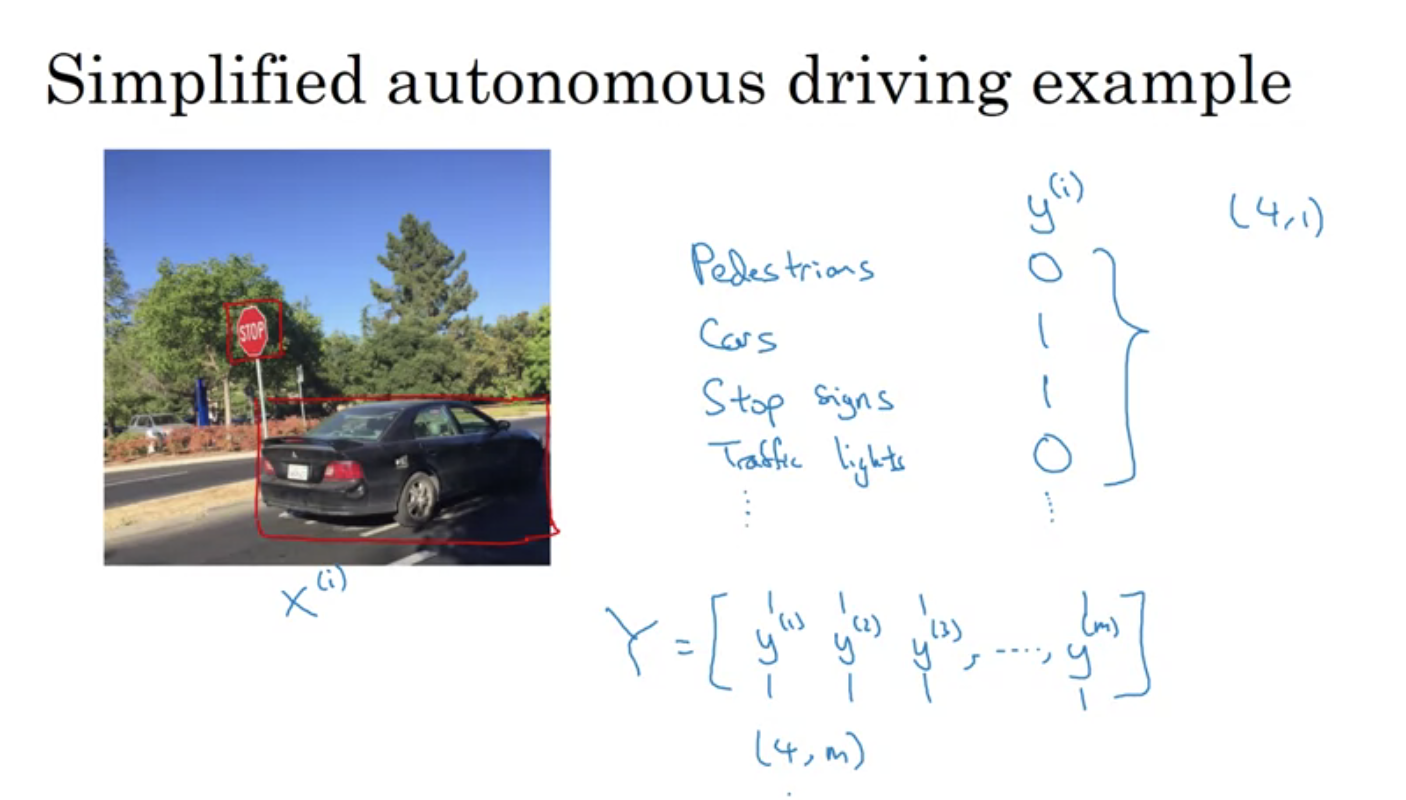 Simplified autonomous driving example
STOP
x^(i)
y^(i) (4,1)
Pedestrians 0
Cars 1
Stop signs 1
Traffic lights 0
⋮ ⋮
Y = [ y^(1) y^(2) y^(3), ...., y^(m) ]
(4, m)